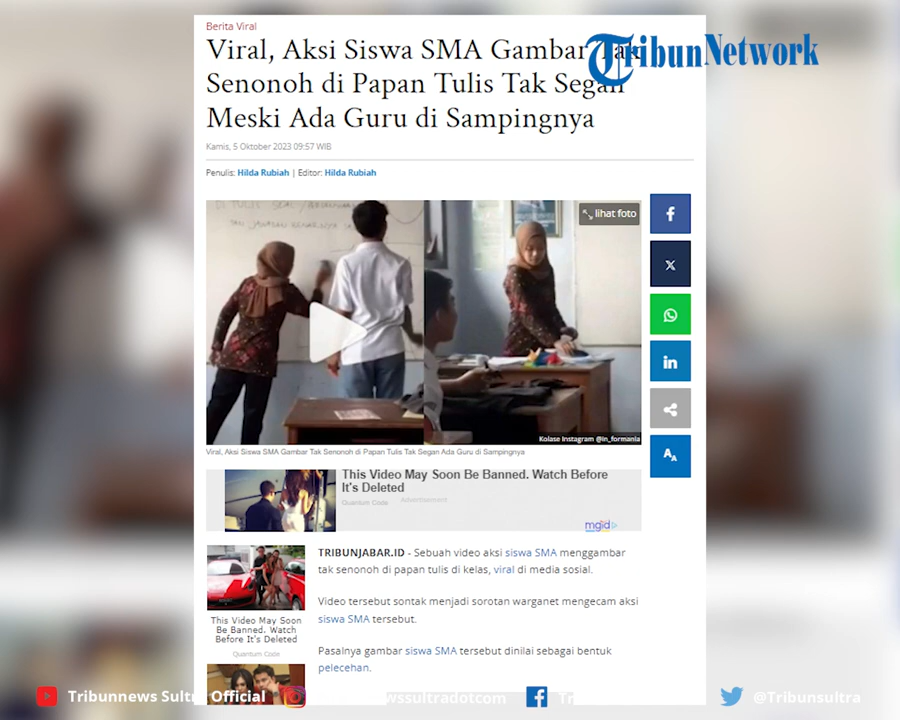 Berita Viral
Viral, Aksi Siswa SMA Gambar Tak
TribunNetwork
Senonoh di Papan Tulis Tak Segan
Meski Ada Guru di Sampingnya
Kamis, 5 Oktober 2023 09:57 WIB
Penulis: Hilda Rubiah | Editor: Hilda Rubiah
lihat foto
Kolase Instagram @in_formania
Viral, Aksi Siswa SMA Gambar Tak Senonoh di Papan Tulis Tak Segan Ada Guru di Sampingnya
This Video May Soon Be Banned. Watch Before
It's Deleted
Quantum Code
Advertisement
mgid
TRIBUNJABAR.ID - Sebuah video aksi siswa SMA menggambar
tak senonoh di papan tulis di kelas, viral di media sosial.
Video tersebut sontak menjadi sorotan warganet mengecam aksi
siswa SMA tersebut.
Pasalnya gambar siswa SMA tersebut dinilai sebagai bentuk
pelecehan.
This Video May Soon
Be Banned. Watch
Before It's Deleted
Quantum Code
Tribunnews Sultra Official
wssultradotcom
@Tribunsultra